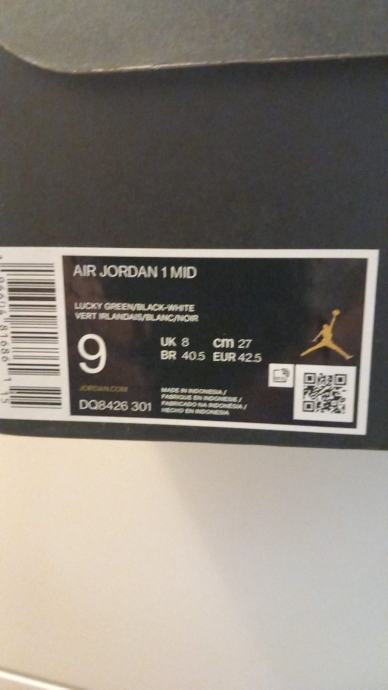 AIR JORDAN 1 MID
LUCKY GREEN/BLACK-WHITE
VERT IRLANDAIS/BLANC/NOIR
9
UK 8 cm 27
BR 40.5 EUR 42.5
JORDAN.COM
DQ8426 301
MADE IN INDONESIA /
FABRIQUE EN INDONESIE /
FABRICADO NA INDONÉSIA /
HECHO EN INDONESIA